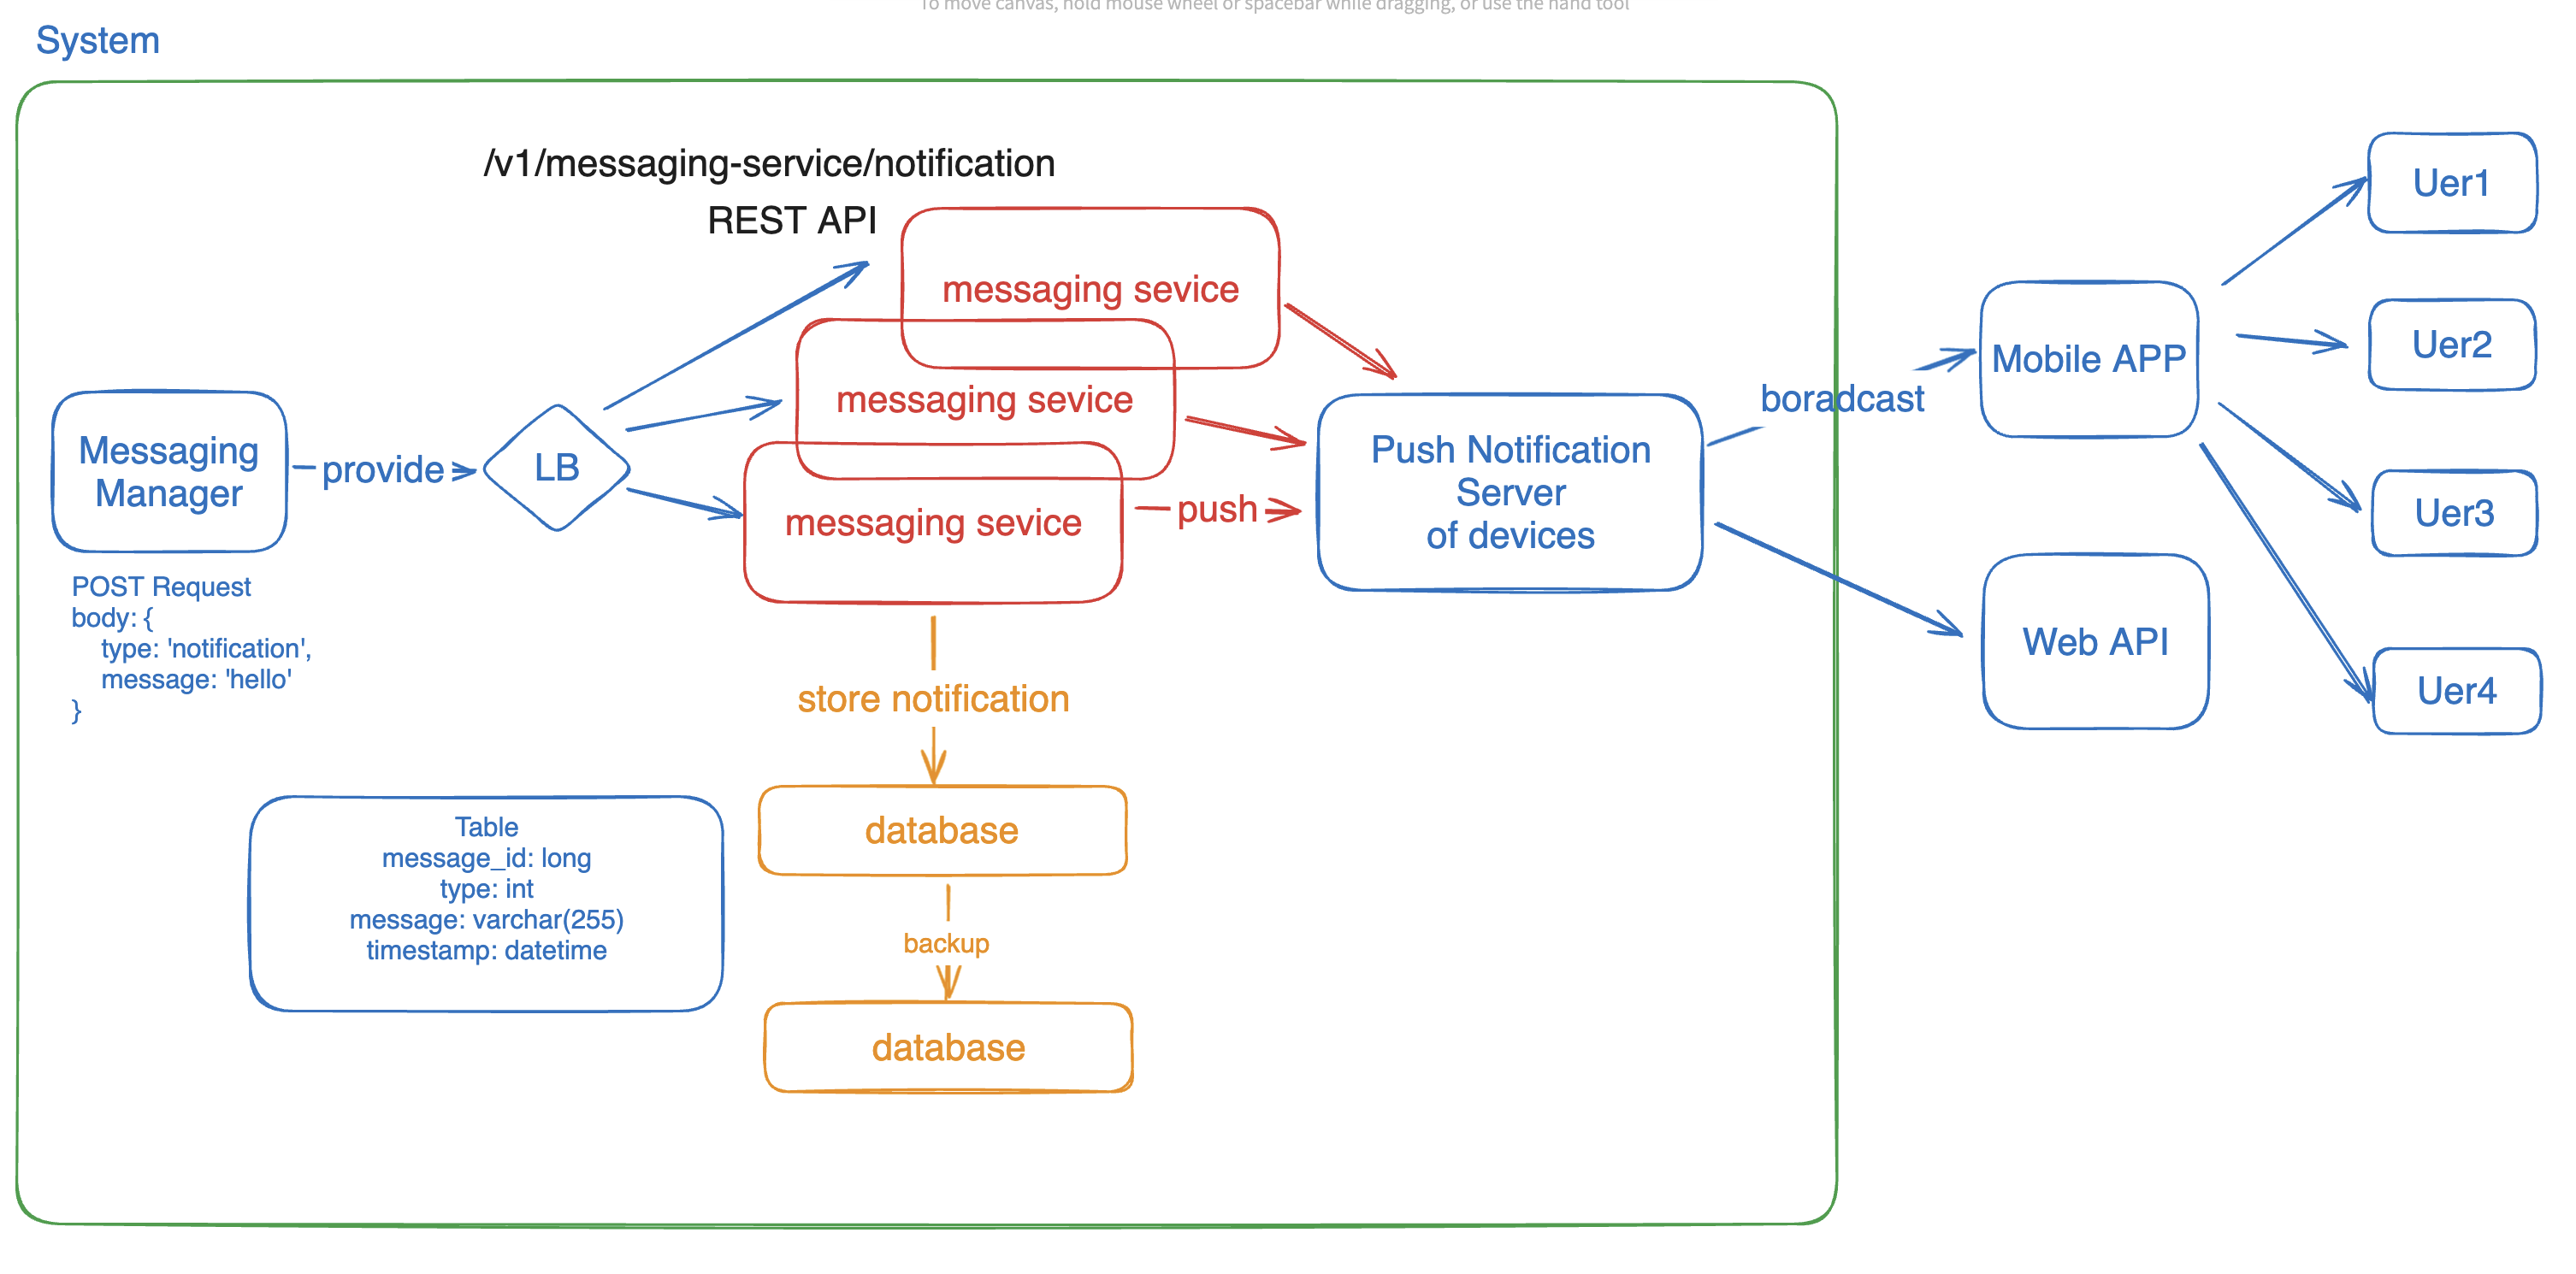 To move canvas, hold mouse wheel or spacebar while dragging, or use the hand tool
System
/v1/messaging-service/notification
REST API
messaging sevice
messaging sevice
messaging sevice
Messaging
Manager
provide
LB
push
Push Notification
Server
of devices
boradcast
Mobile APP
Web API
Uer1
Uer2
Uer3
Uer4
POST Request
body: {
type: 'notification',
message: 'hello'
}
store notification
database
backup
database
Table
message_id: long
type: int
message: varchar(255)
timestamp: datetime